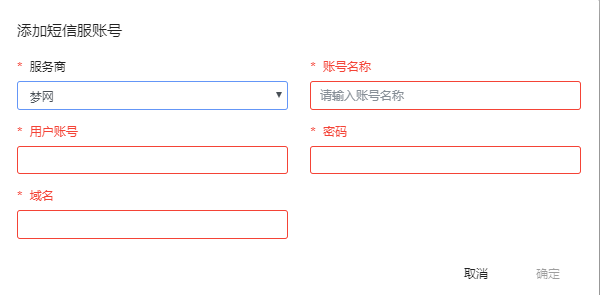 添加短信服账号
* 服务商
* 账号名称
梦网
请输入账号名称
* 用户账号
* 密码
* 域名
取消
确定